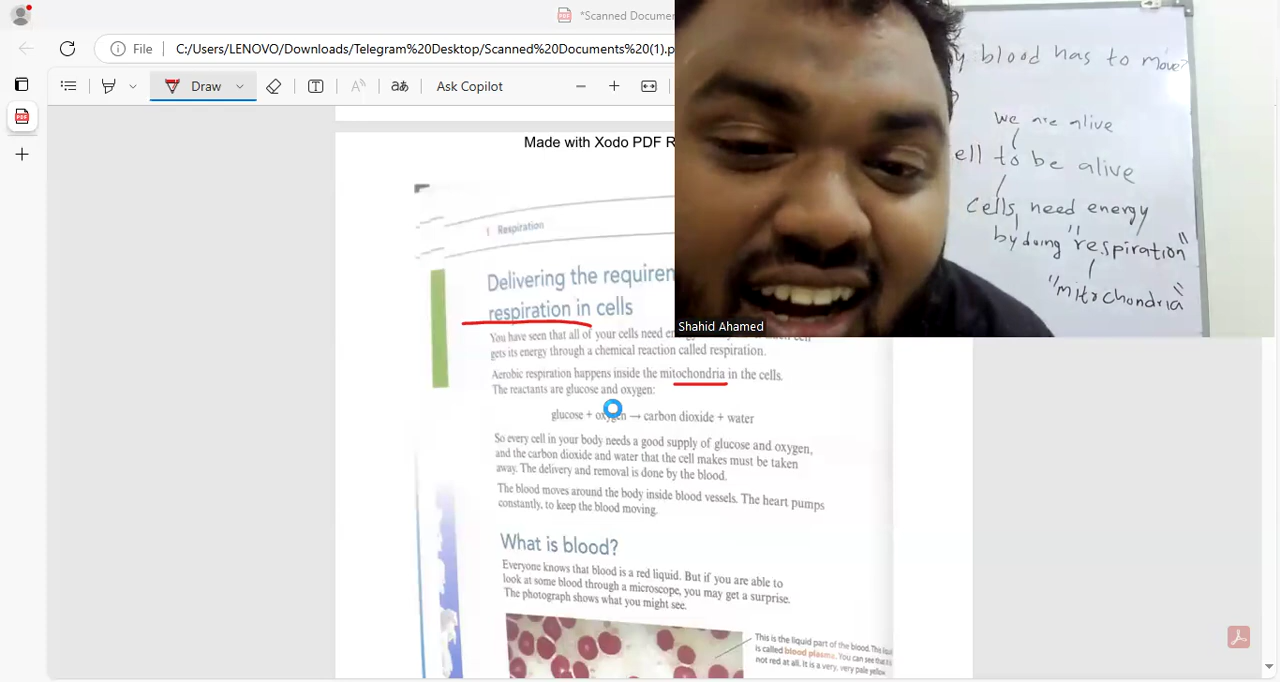 *Scanned Documen
File
C:/Users/LENOVO/Downloads/Telegram%20Desktop/Scanned%20Documents%20(1).p
Draw
aあ
Ask Copilot
Made with Xodo PDF R
1 Respiration
Delivering the requirem
respiration in cells
You have seen that all of your cells need
gets its energy through a chemical reaction called respiration.
Aerobic respiration happens inside the mitochondria in the cells.
The reactants are glucose and oxygen:
glucose + oxygen → carbon dioxide + water
So every cell in your body needs a good supply of glucose and oxygen,
and the carbon dioxide and water that the cell makes must be taken
away. The delivery and removal is done by the blood.
The blood moves around the body inside blood vessels. The heart pumps
constantly, to keep the blood moving.
What is blood?
Everyone knows that blood is a red liquid. But if you are able to
look at some blood through a microscope, you may get a surprise.
The photograph shows what you might see.
This is the liquid part of the blood. This
is called blood plasma. You can see that
not red at all. It is a very, very pale yellow
Shahid Ahamed
y blood has to move?
we are alive
ell to be alive
Cells need energy
by doing "respiration"
"mitrchondria"